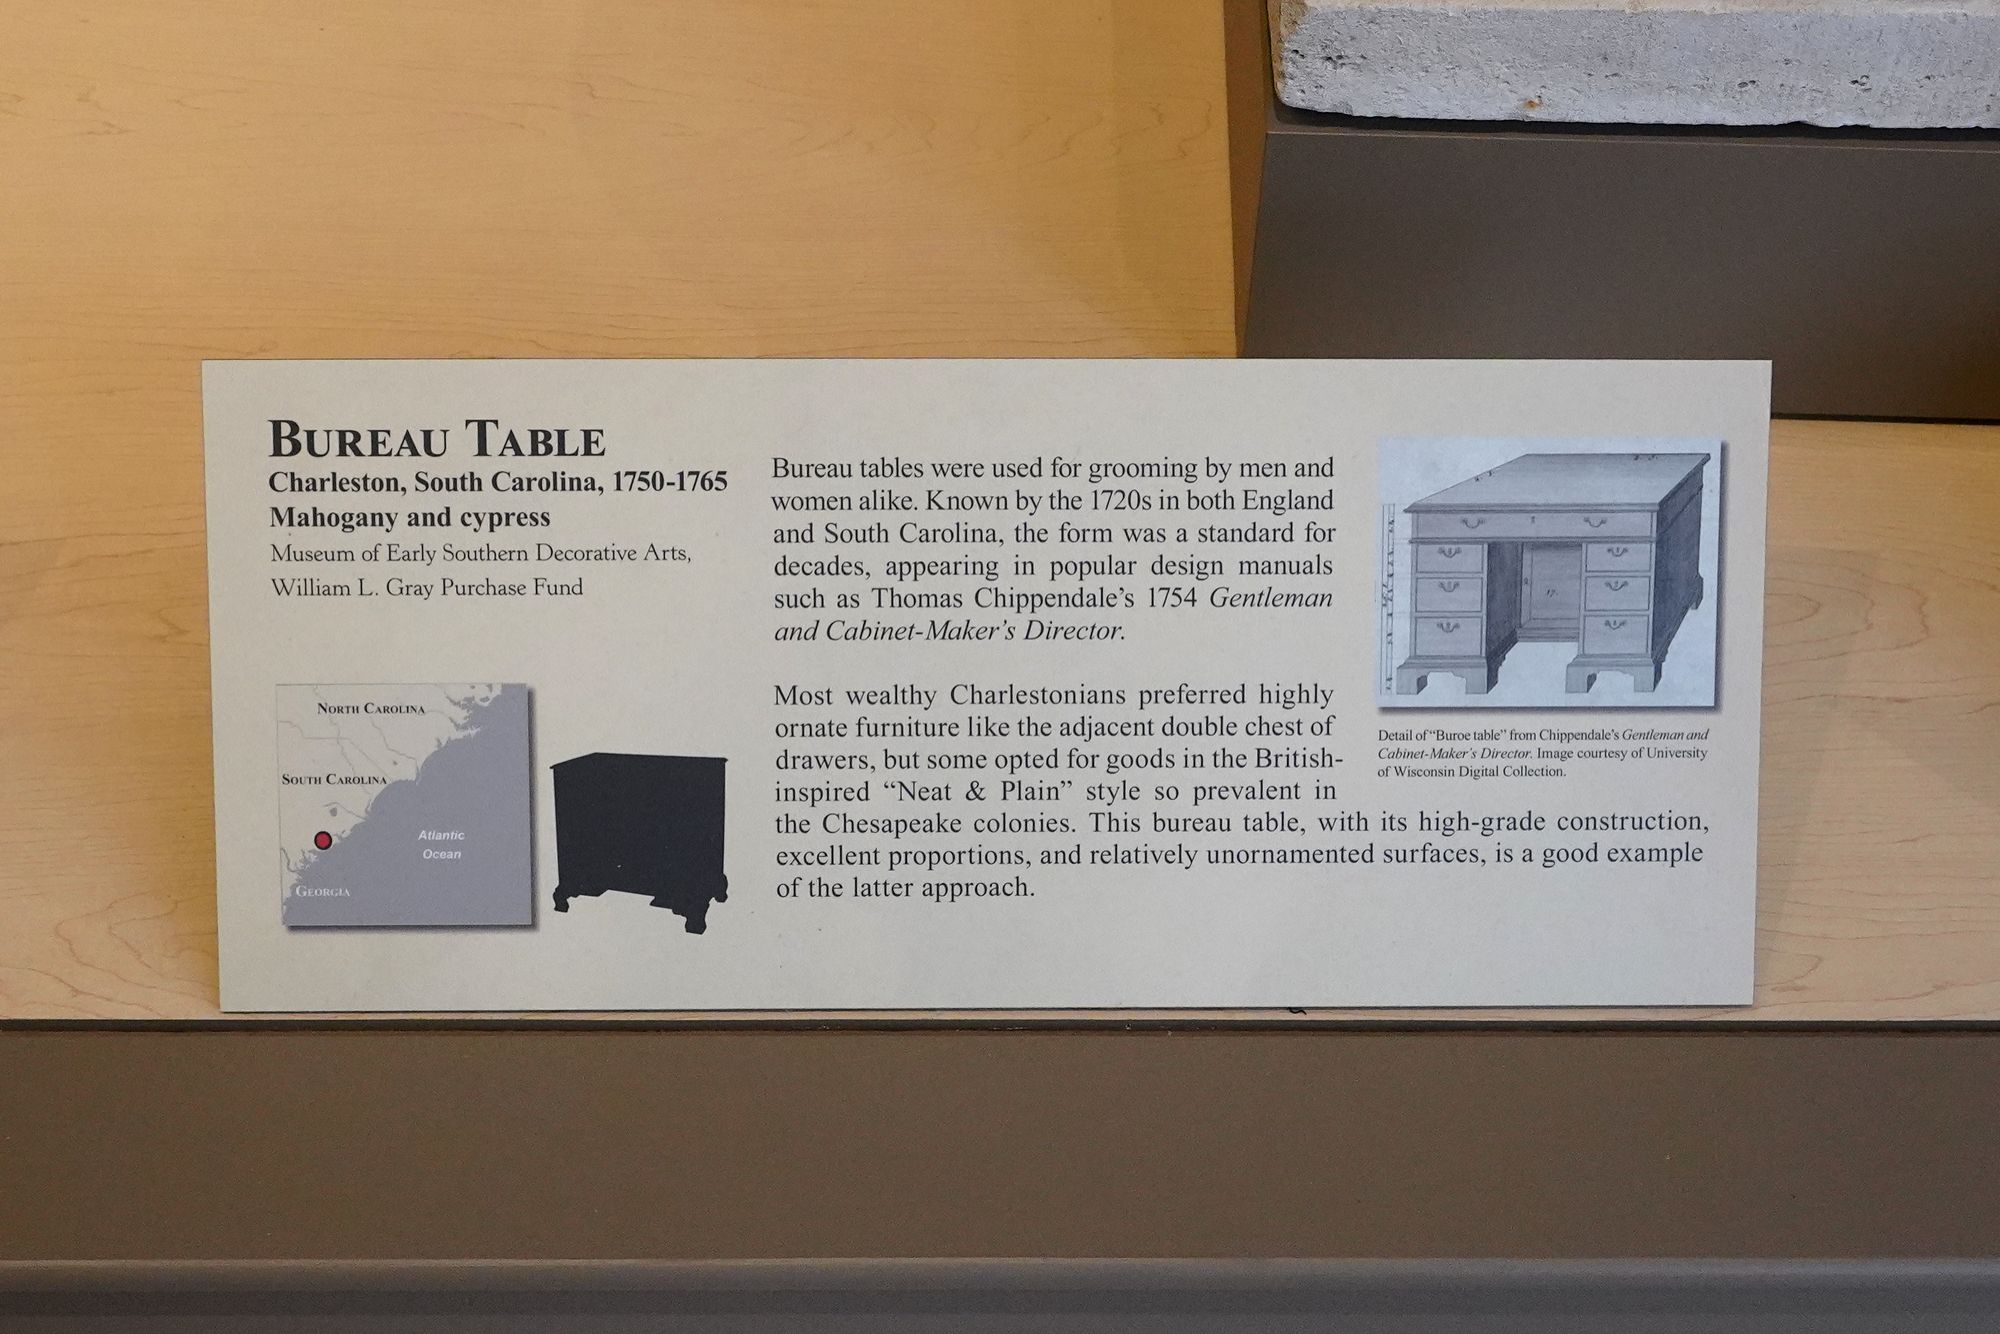 BUREAU TABLE
Charleston, South Carolina, 1750-1765
Mahogany and cypress
Museum of Early Southern Decorative Arts,
William L. Gray Purchase Fund
NORTH CAROLINA
SOUTH CAROLINA
Atlantic
Ocean
GEORGIA
Bureau tables were used for grooming by men and
women alike. Known by the 1720s in both England
and South Carolina, the form was a standard for
decades, appearing in popular design manuals
such as Thomas Chippendale's 1754 Gentleman
and Cabinet-Maker's Director.
Most wealthy Charlestonians preferred highly
ornate furniture like the adjacent double chest of
drawers, but some opted for goods in the British-
inspired “Neat & Plain” style so prevalent in
the Chesapeake colonies. This bureau table, with its high-grade construction,
excellent proportions, and relatively unornamented surfaces, is a good example
of the latter approach.
17.
Detail of “Buroe table” from Chippendale's Gentleman and
Cabinet-Maker's Director. Image courtesy of University
of Wisconsin Digital Collection.